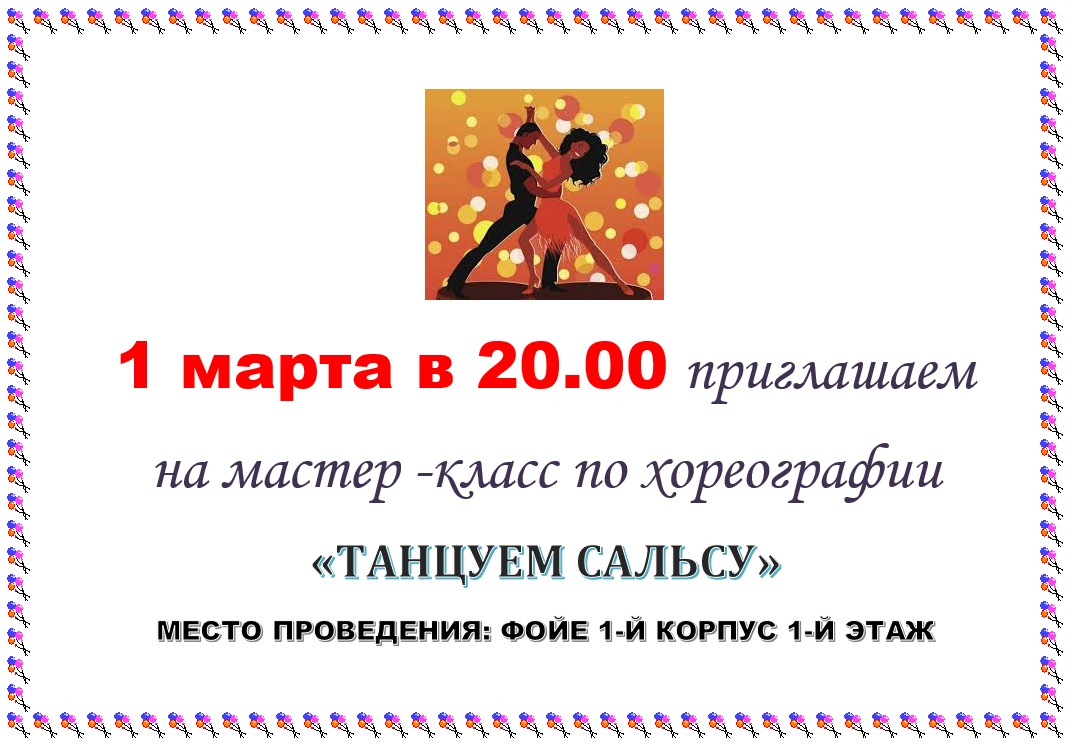 1 марта в 20.00 приглашаем
на мастер -класс по хореографии
«ТАНЦУЕМ САЛЬСУ»
МЕСТО ПРОВЕДЕНИЯ: ФОЙЕ 1-Й КОРПУС 1-Й ЭТАЖ